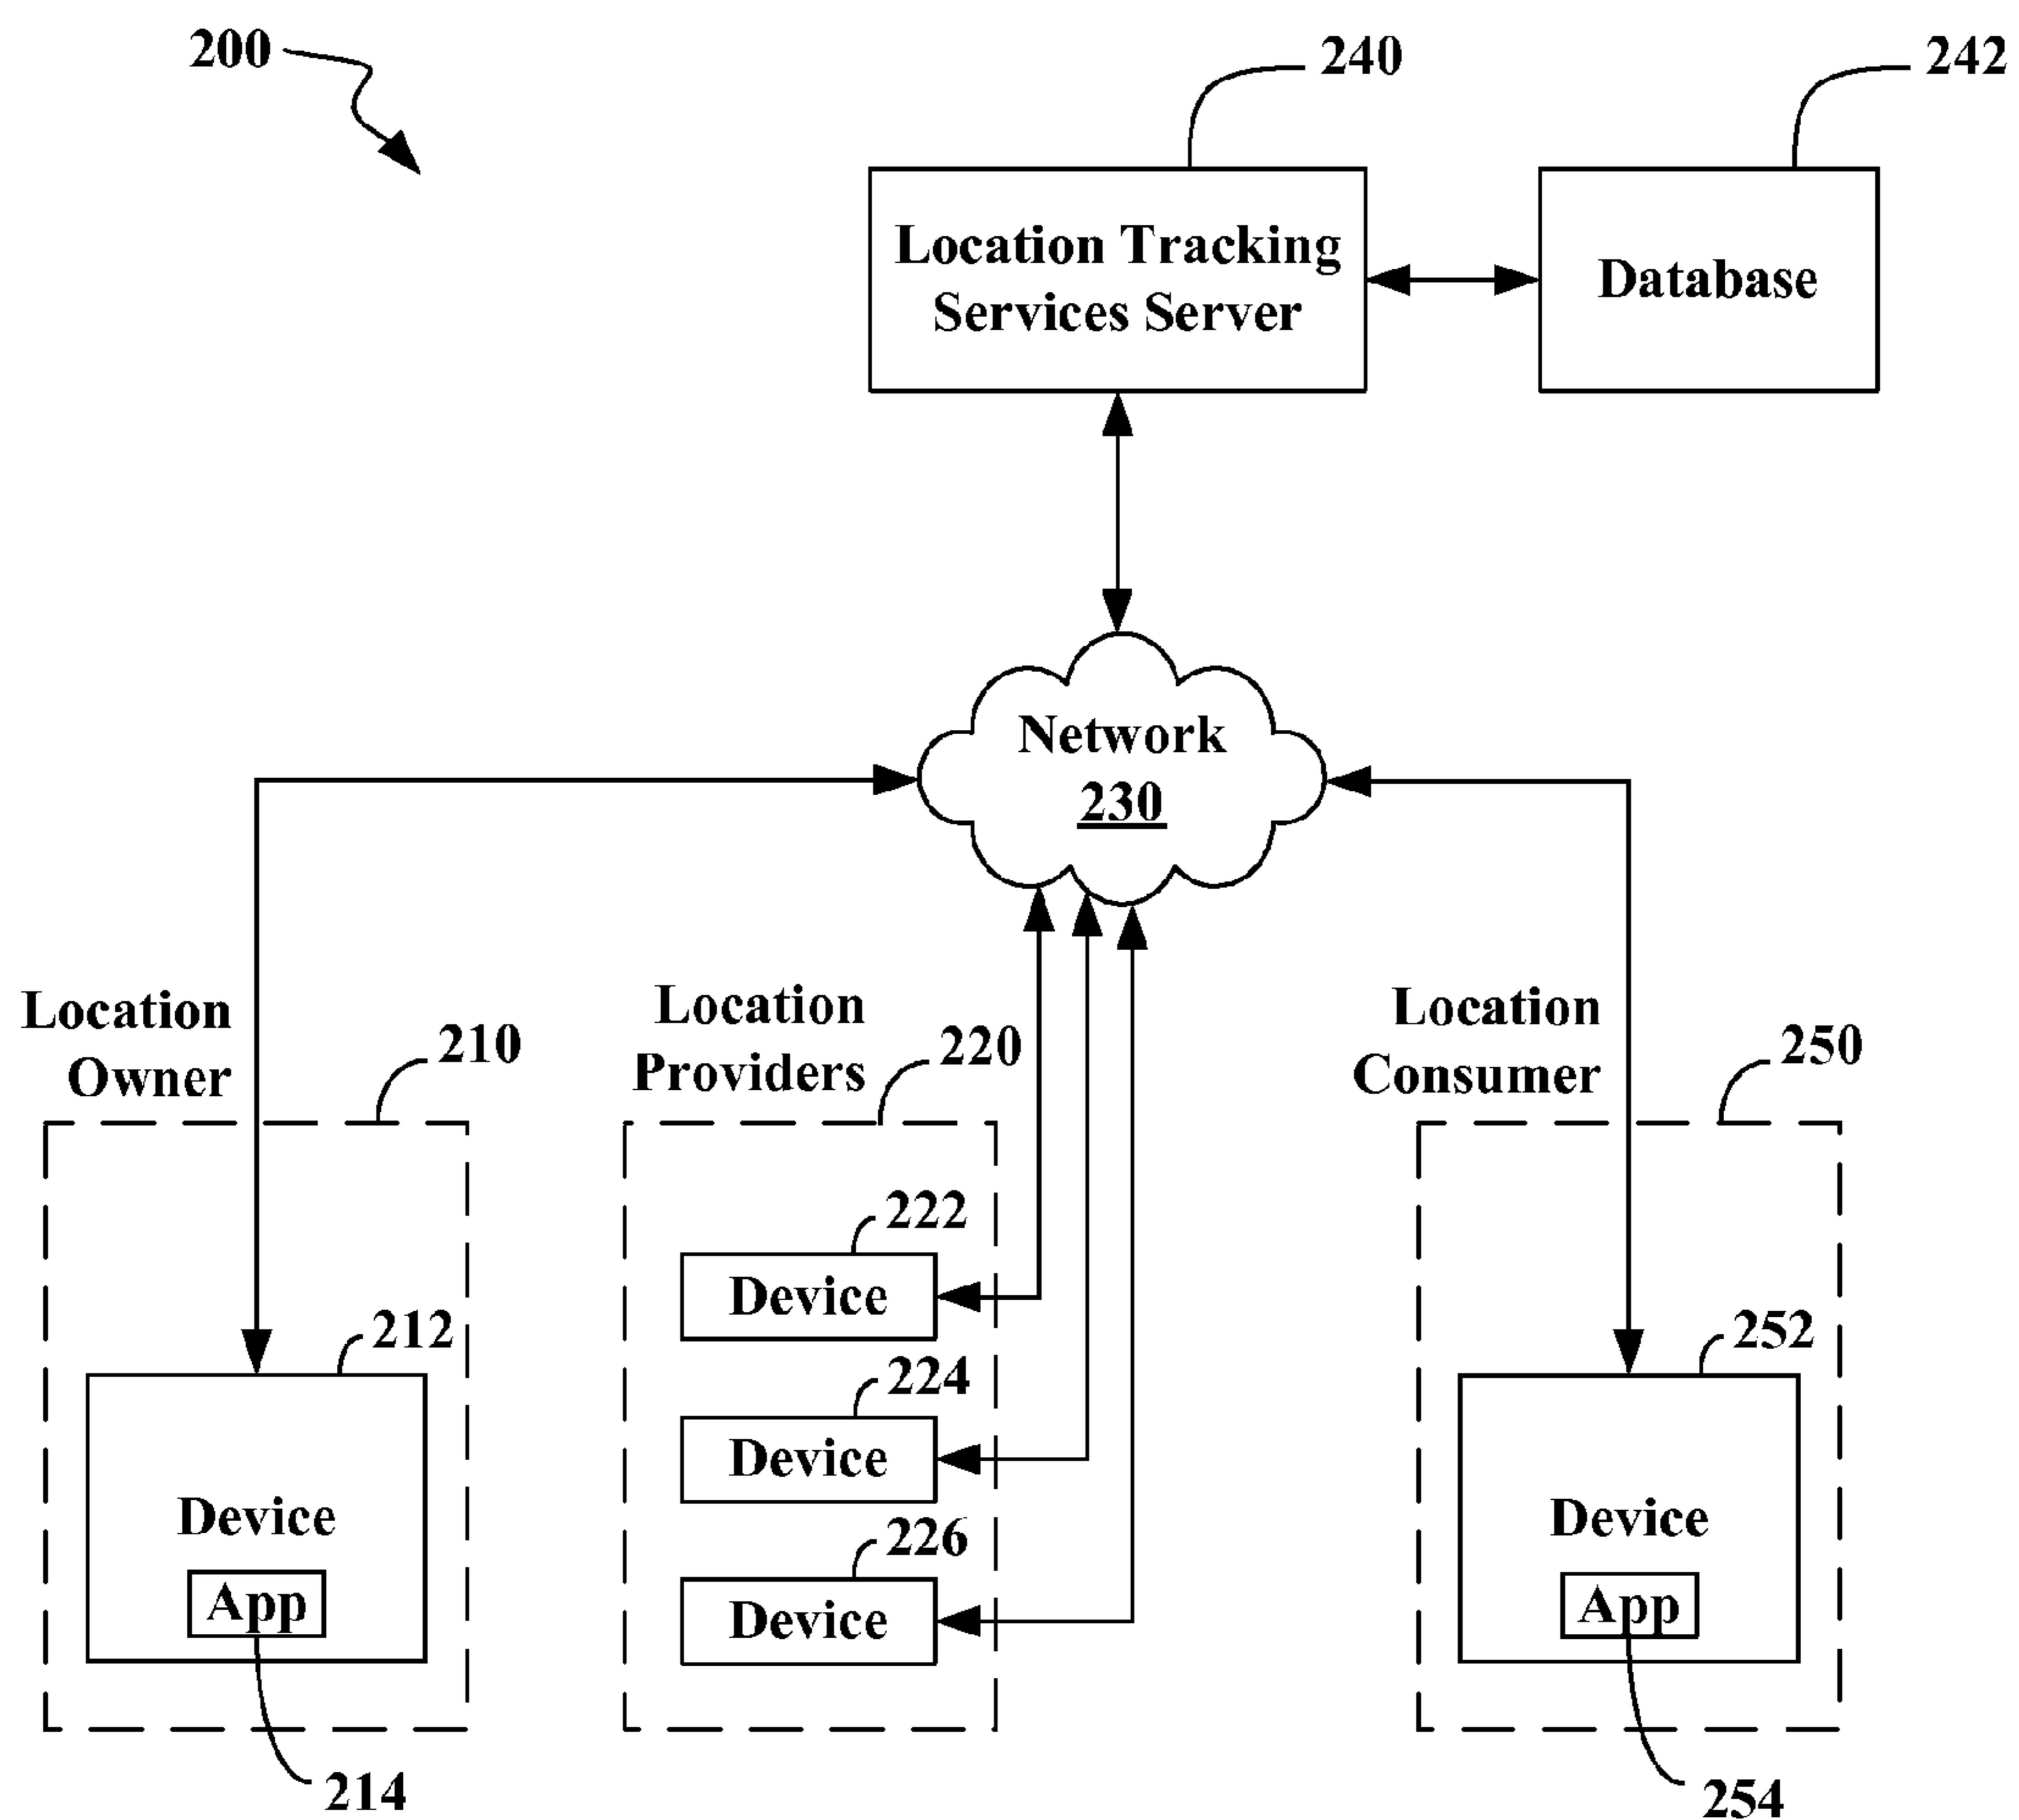 200
240
242
Location Tracking
Services Server
Database
Network
230
Location
Owner
210
Location
Providers
220
Location
Consumer
250
222
Device
212
Device
App
214
224
Device
226
Device
252
Device
App
254